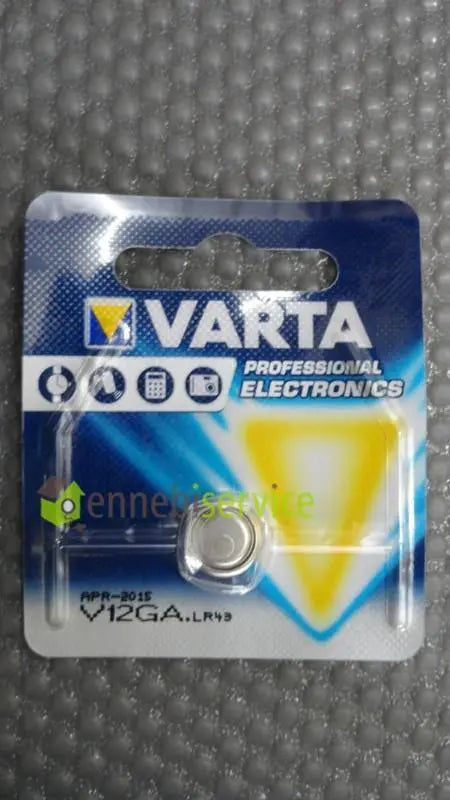 VARTA
PROFESSIONAL
ELECTRONICS
ennebiservice
APR-2015
V12GA.LR43